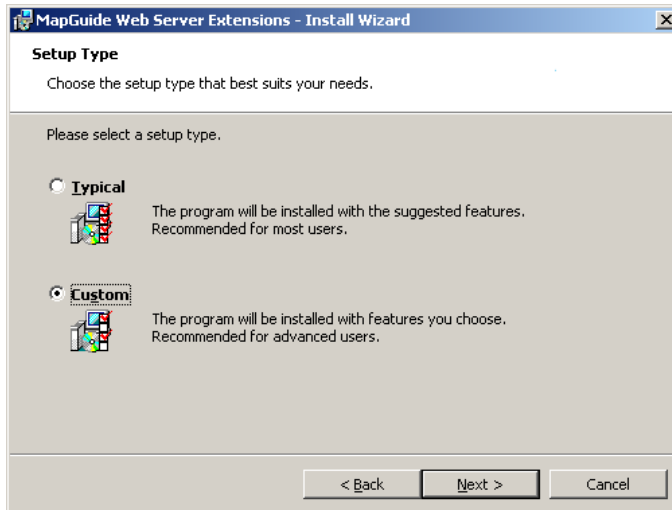 MapGuide Web Server Extensions - Install Wizard
Setup Type
Choose the setup type that best suits your needs.
Please select a setup type.
Typical
The program will be installed with the suggested features.
Recommended for most users.
Custom
The program will be installed with features you choose.
Recommended for advanced users.
< Back Next > Cancel